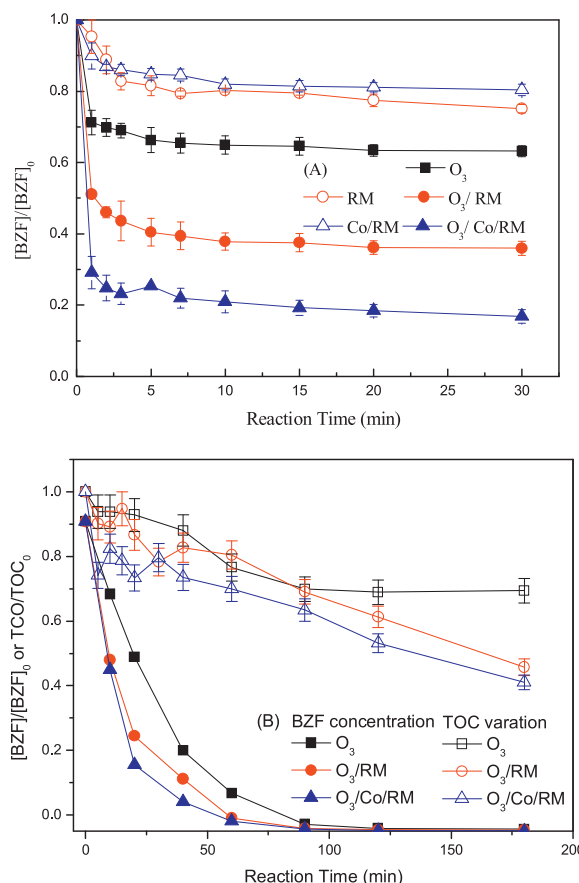 1.0
0.8
0.6
0.4
0.2
0.0
[BZF]/[BZF]0
(A)
O3
RM
O3/ RM
Co/RM
O3/ Co/RM
0 5 10 15 20 25 30
Reaction Time (min)
1.0
0.8
0.6
0.4
0.2
0.0
[BZF]/[BZF]0 or TCO/TOC0
(B) BZF concentration TOC varation
O3 O3
O3/RM O3/RM
O3/Co/RM O3/Co/RM
0 50 100 150 200
Reaction Time (min)